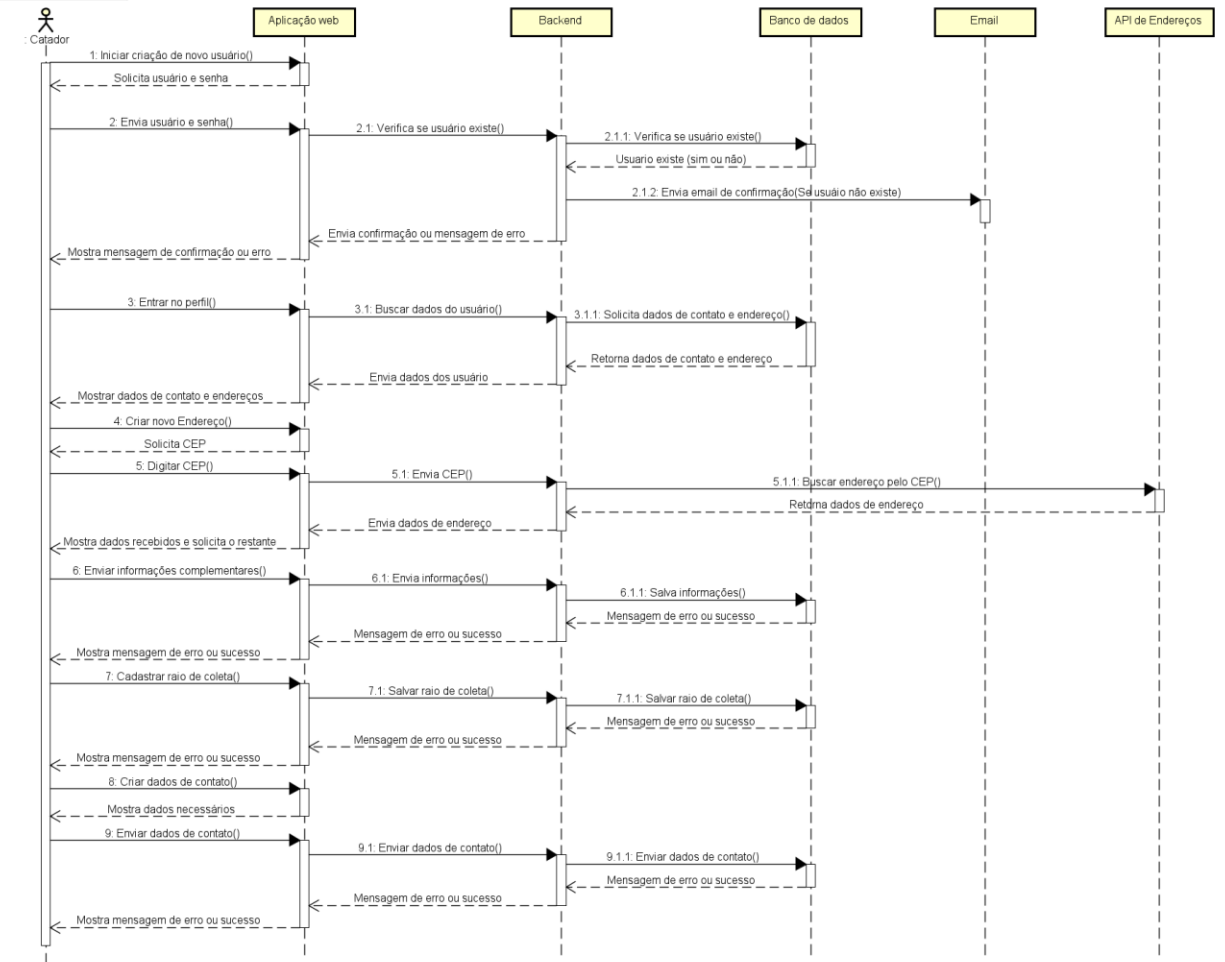 : Catador
Aplicação web
Backend
Banco de dados
Email
API de Endereços
1: Iniciar criação de novo usuário()
Solicita usuário e senha
2: Envia usuário e senha()
2.1: Verifica se usuário existe()
2.1.1: Verifica se usuário existe()
Usuario existe (sim ou não)
2.1.2: Envia email de confirmação(Se usuáio não existe)
Envia confirmação ou mensagem de erro
Mostra mensagem de confirmação ou erro
3: Entrar no perfil()
3.1: Buscar dados do usuário()
3.1.1: Solicita dados de contato e endereço()
Retorna dados de contato e endereço
Envia dados dos usuário
Mostrar dados de contato e endereços
4: Criar novo Endereço()
Solicita CEP
5: Digitar CEP()
5.1: Envia CEP()
5.1.1: Buscar endereço pelo CEP()
Retorna dados de endereço
Envia dados de endereço
Mostra dados recebidos e solicita o restante
6: Enviar informações complementares()
6.1: Envia informações()
6.1.1: Salva informações()
Mensagem de erro ou sucesso
Mensagem de erro ou sucesso
Mostra mensagem de erro ou sucesso
7: Cadastrar raio de coleta()
7.1: Salvar raio de coleta()
7.1.1: Salvar raio de coleta()
Mensagem de erro ou sucesso
Mensagem de erro ou sucesso
Mostra mensagem de erro ou sucesso
8: Criar dados de contato()
Mostra dados necessários
9: Enviar dados de contato()
9.1: Enviar dados de contato()
9.1.1: Enviar dados de contato()
Mensagem de erro ou sucesso
Mensagem de erro ou sucesso
Mostra mensagem de erro ou sucesso